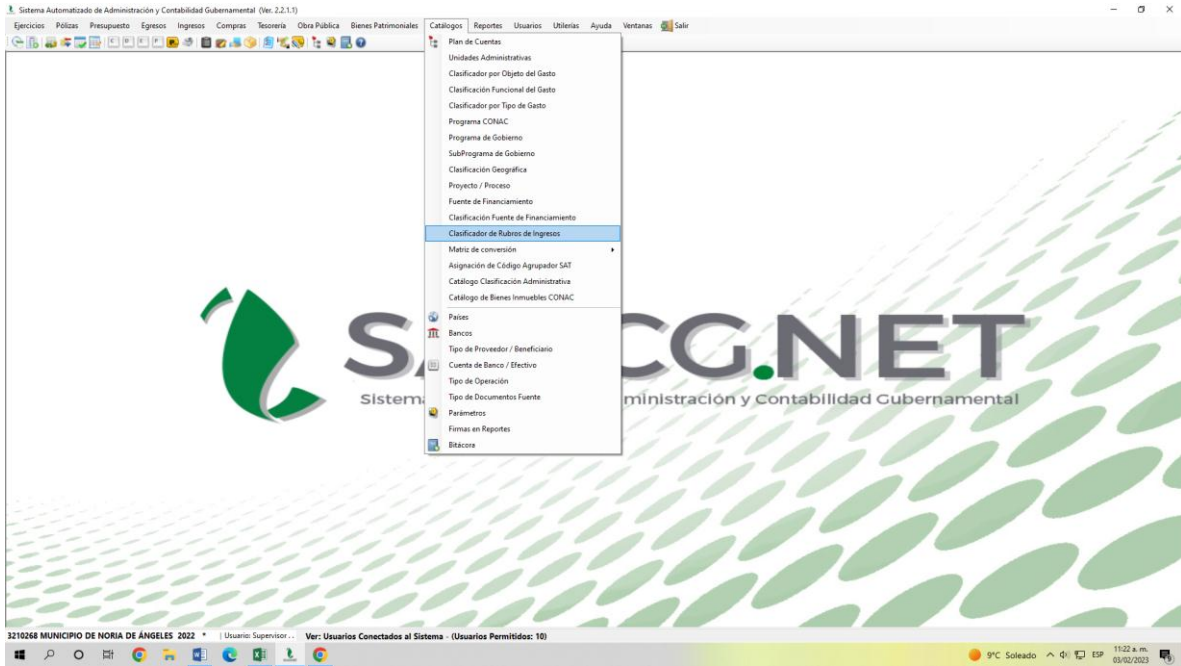 Sistema Automatizado de Administración y Contabilidad Gubernamental (Ver. 2.2.1.1)
Ejercicios Pólizas Presupuesto Egresos Ingresos Compras Tesorería Obra Pública Bienes Patrimoniales Catálogos Reportes Usuarios Utilerías Ayuda Ventanas Salir
Plan de Cuentas
Unidades Administrativas
Clasificador por Objeto del Gasto
Clasificación Funcional del Gasto
Clasificador por Tipo de Gasto
Programa CONAC
Programa de Gobierno
SubPrograma de Gobierno
Clasificación Geográfica
Proyecto / Proceso
Fuente de Financiamiento
Clasificación Fuente de Financiamiento
Clasificador de Rubros de Ingresos
Matriz de conversión
Asignación de Código Agrupador SAT
Catálogo Clasificación Administrativa
Catálogo de Bienes Inmuebles CONAC
Países
Bancos
Tipo de Proveedor / Beneficiario
Cuenta de Banco / Efectivo
Tipo de Operación
Tipo de Documentos Fuente
Parámetros
Firmas en Reportes
Bitácora
S CG.NET
Sistem ministración y Contabilidad Gubernamental
3210268 MUNICIPIO DE NORIA DE ÁNGELES 2022 * | Usuario: Supervisor . . Ver: Usuarios Conectados al Sistema - (Usuarios Permitidos: 10)
9°C Soleado ESP 11:22 a. m.
03/02/2023